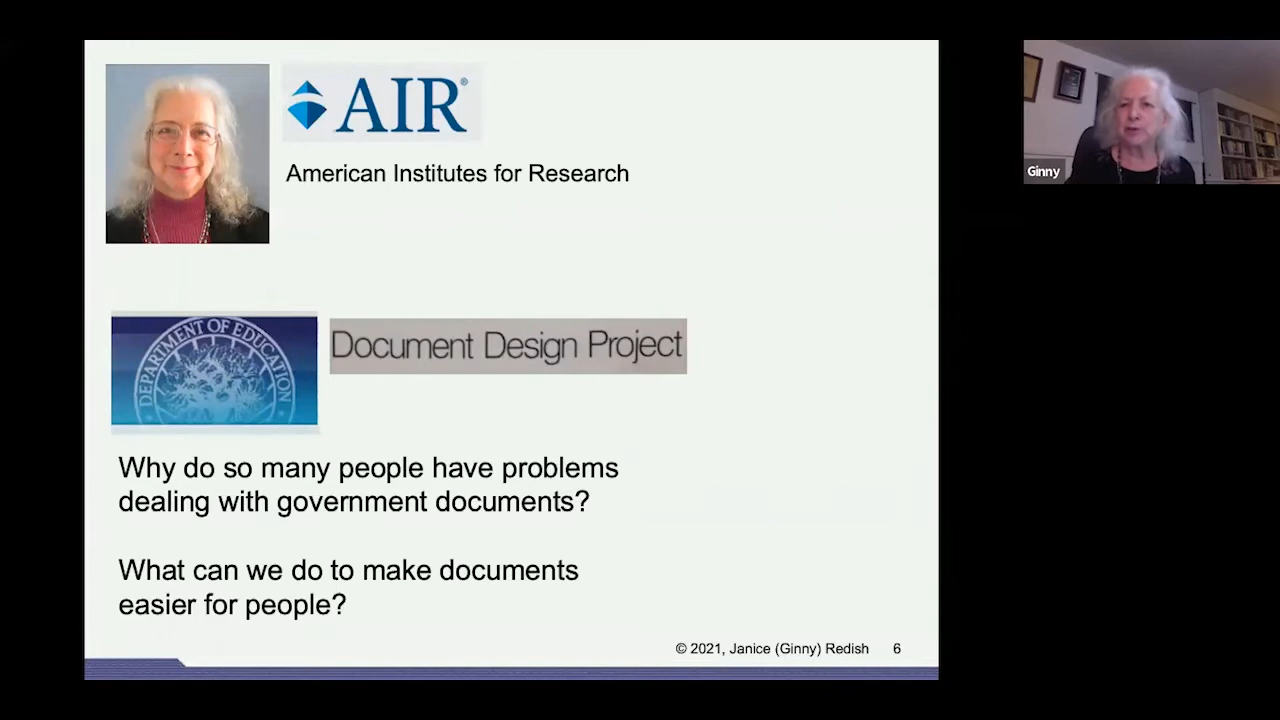 AIR®
American Institutes for Research
Ginny
DEPARTMENT OF EDUCATION
Document Design Project
Why do so many people have problems
dealing with government documents?
What can we do to make documents
easier for people?
© 2021, Janice (Ginny) Redish 6